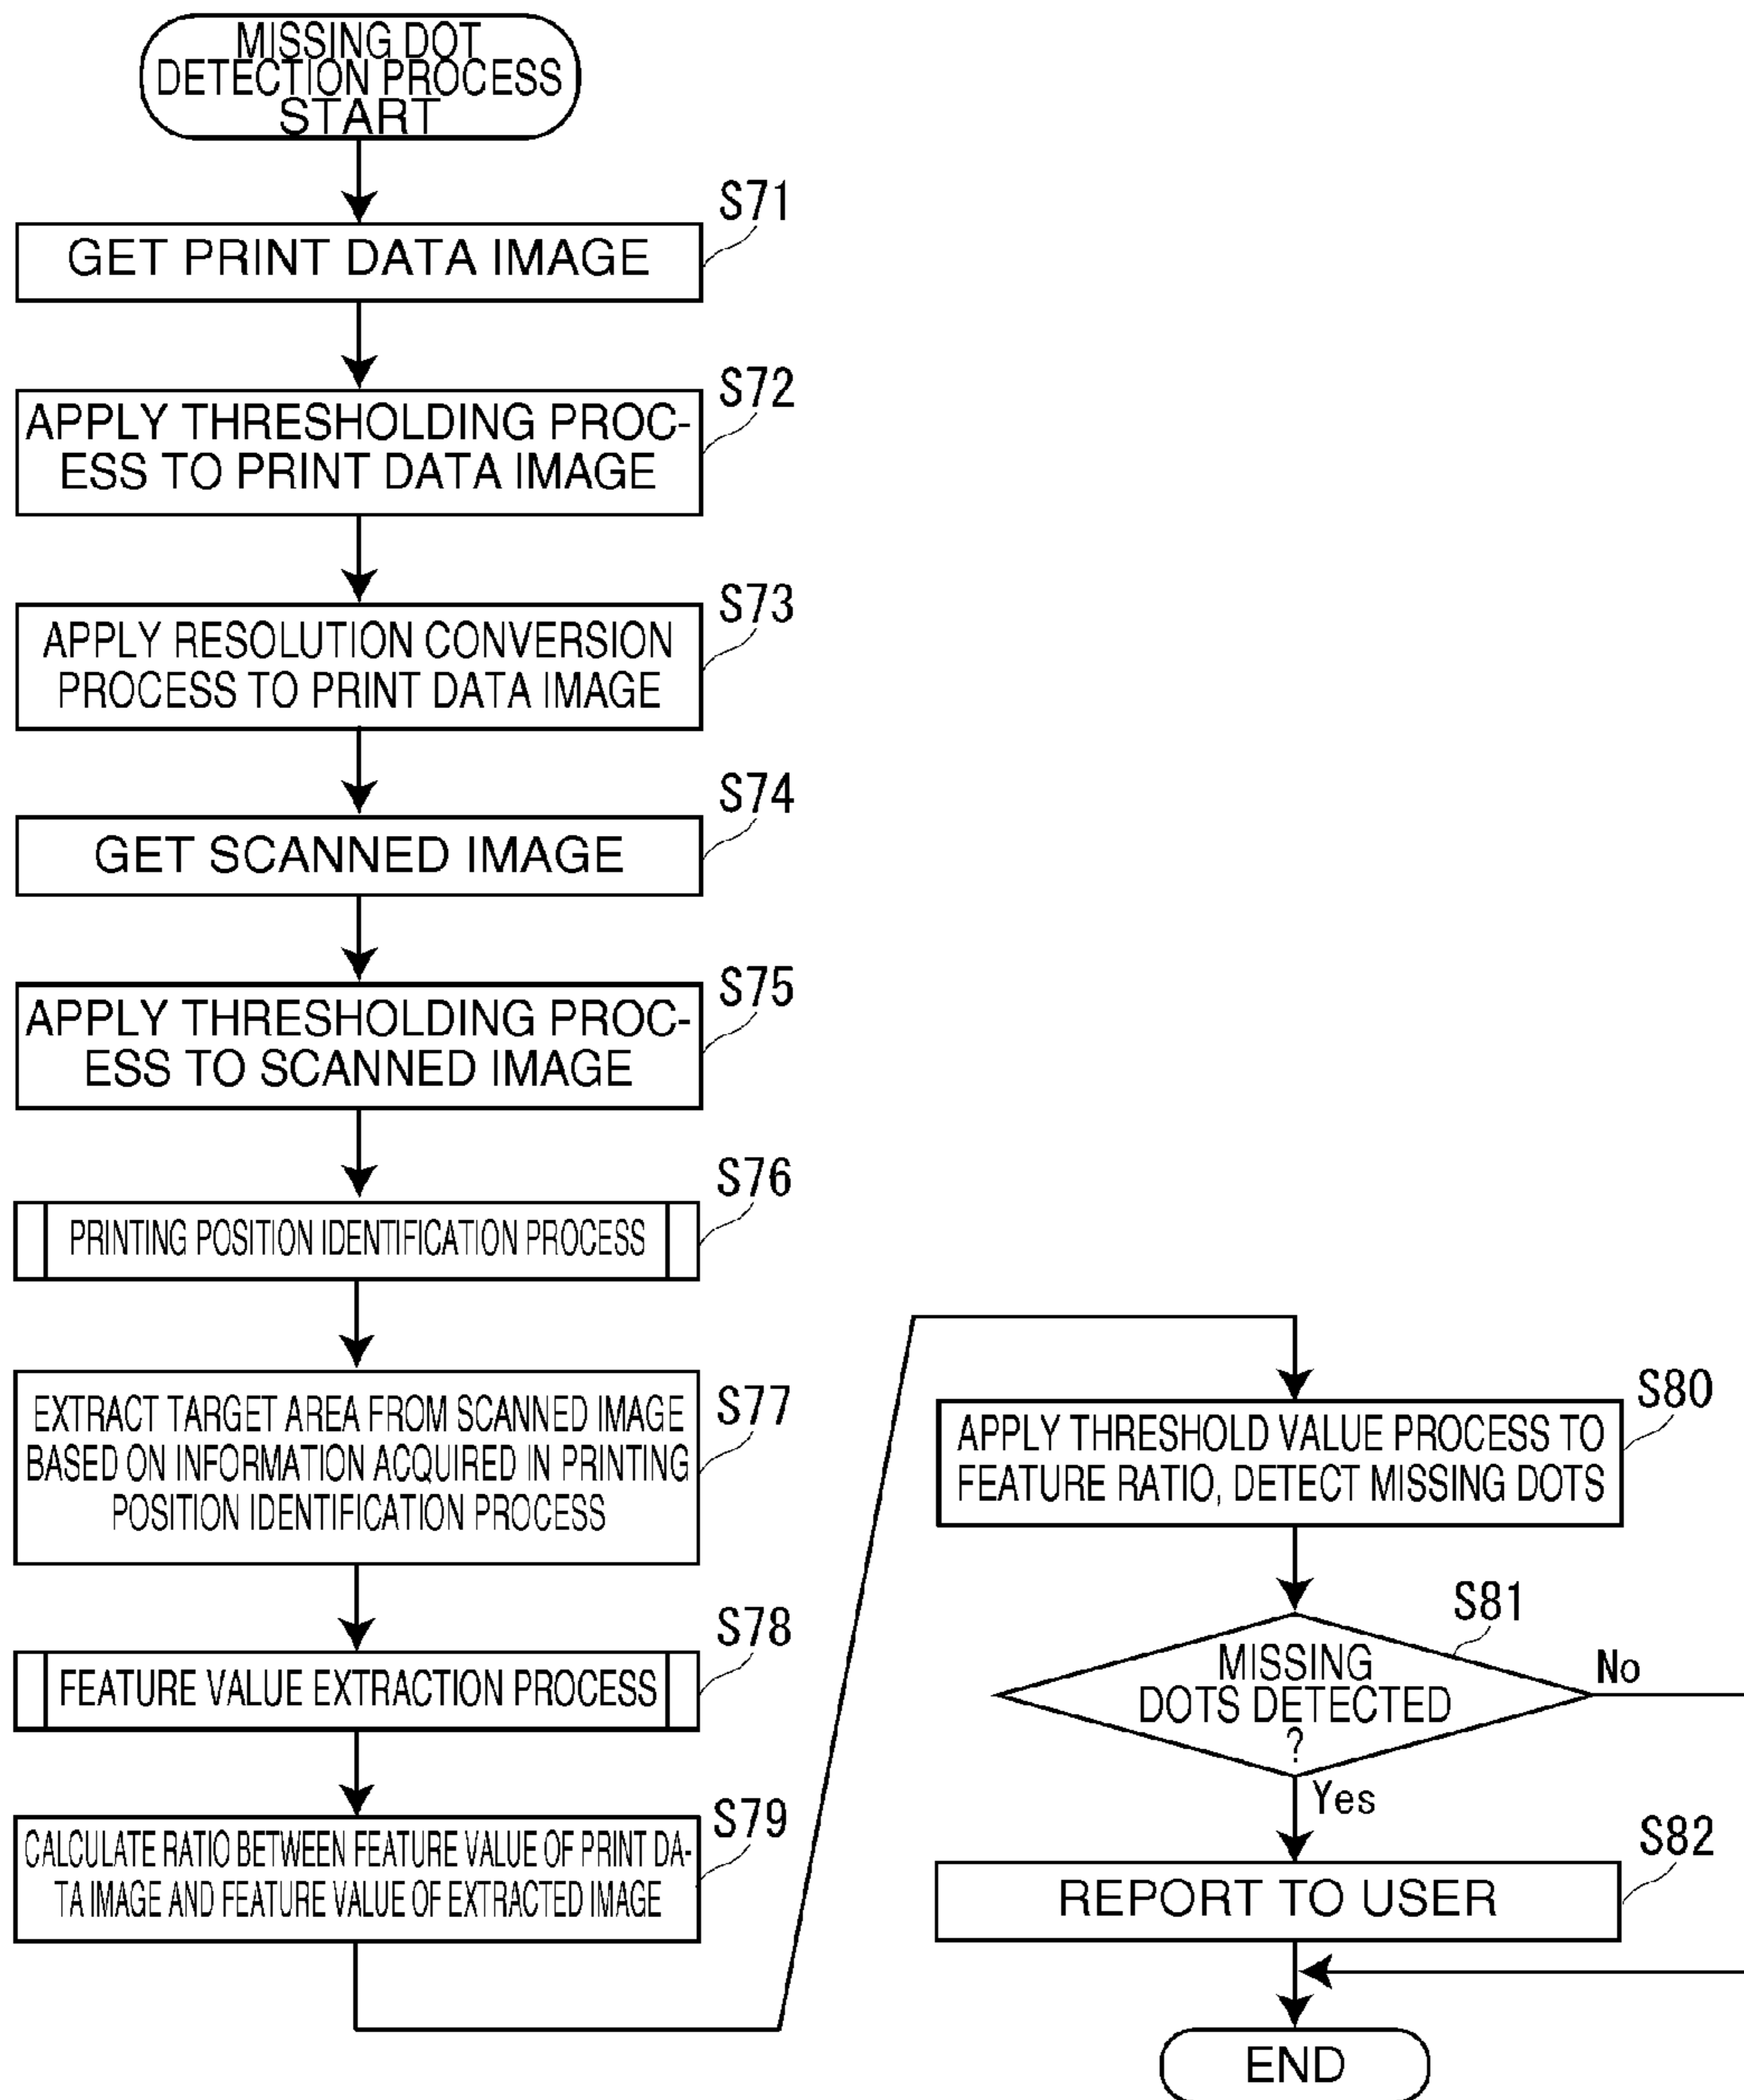 MISSING DOT
DETECTION PROCESS
START
S71
GET PRINT DATA IMAGE
S72
APPLY THRESHOLDING PROC-
ESS TO PRINT DATA IMAGE
S73
APPLY RESOLUTION CONVERSION
PROCESS TO PRINT DATA IMAGE
S74
GET SCANNED IMAGE
S75
APPLY THRESHOLDING PROC-
ESS TO SCANNED IMAGE
S76
PRINTING POSITION IDENTIFICATION PROCESS
S77
EXTRACT TARGET AREA FROM SCANNED IMAGE
BASED ON INFORMATION ACQUIRED IN PRINTING
POSITION IDENTIFICATION PROCESS
S78
FEATURE VALUE EXTRACTION PROCESS
S79
CALCULATE RATIO BETWEEN FEATURE VALUE OF PRINT DA-
TA IMAGE AND FEATURE VALUE OF EXTRACTED IMAGE
S80
APPLY THRESHOLD VALUE PROCESS TO
FEATURE RATIO, DETECT MISSING DOTS
S81
MISSING
DOTS DETECTED
?
No
Yes
S82
REPORT TO USER
END